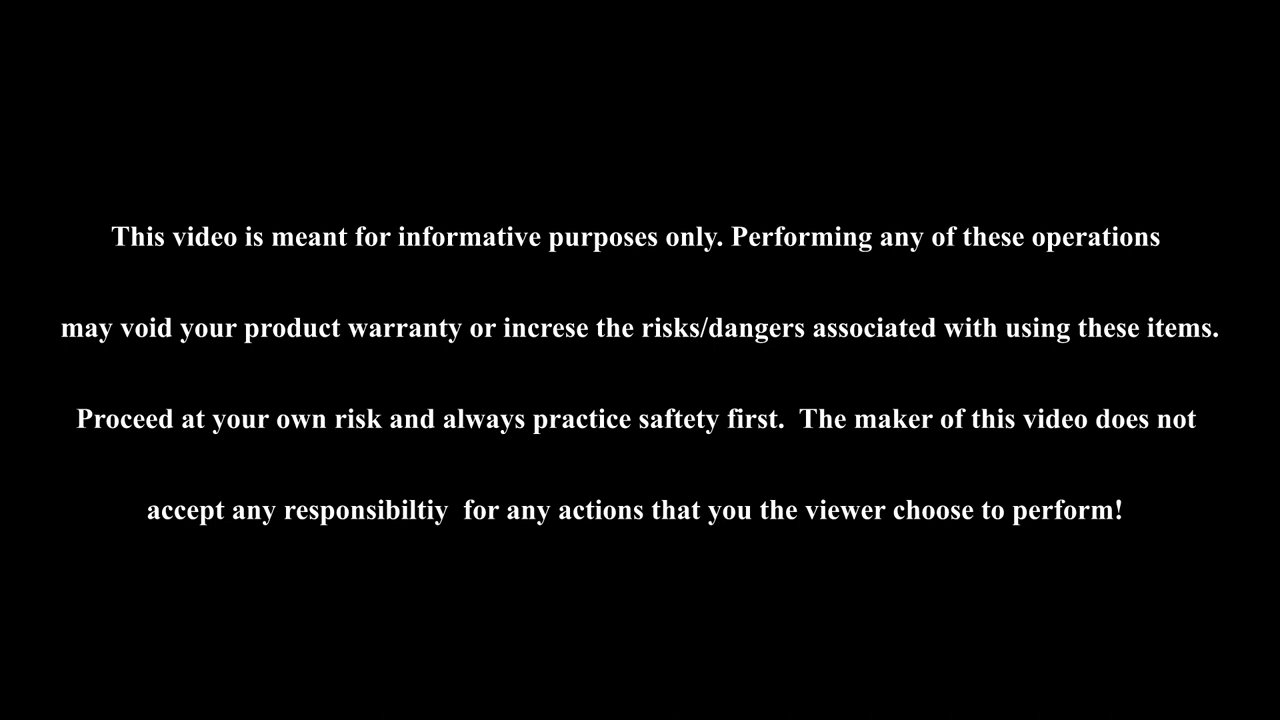 This video is meant for informative purposes only. Performing any of these operations
may void your product warranty or increse the risks/dangers associated with using these items.
Proceed at your own risk and always practice saftety first.  The maker of this video does not
accept any responsibiltiy  for any actions that you the viewer choose to perform!